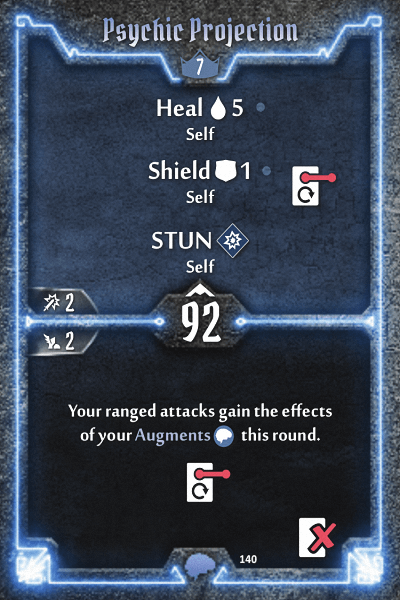 Psychic Projection
7
Heal 5
Self
Shield 1
Self
STUN
Self
2
92
2
Your ranged attacks gain the effects
of your Augments this round.
140